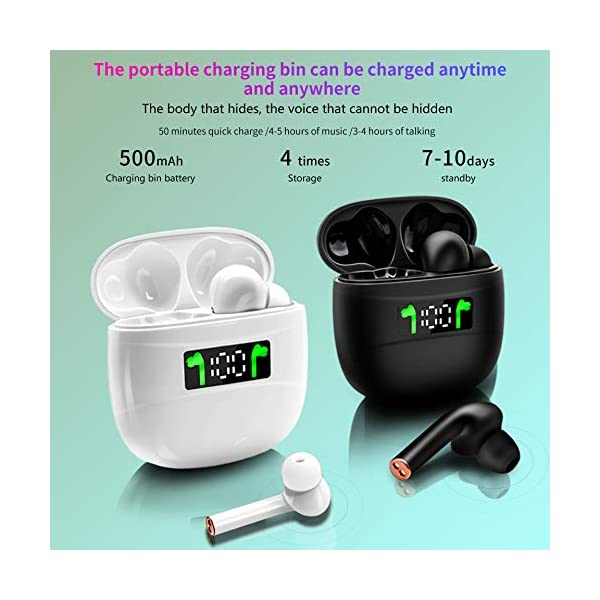 The portable charging bin can be charged anytime
and anywhere
The body that hides, the voice that cannot be hidden
50 minutes quick charge /4-5 hours of music /3-4 hours of talking
500mAh 4 times 7-10days
Charging bin battery Storage standby
100 100